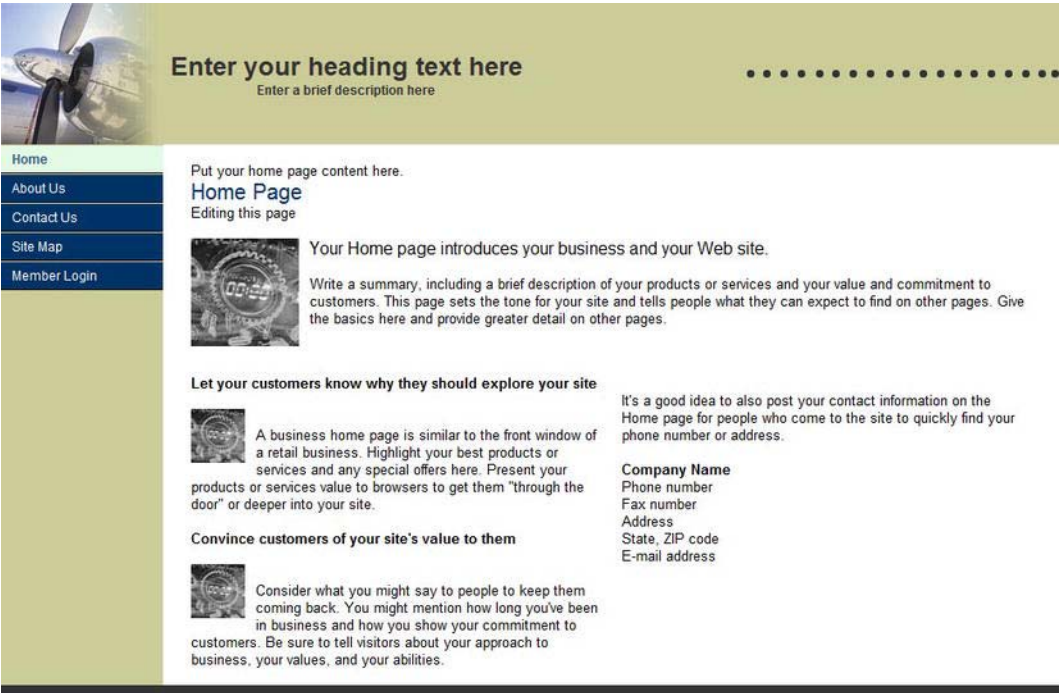 Enter your heading text here
Enter a brief description here
Home
About Us
Contact Us
Site Map
Member Login
Put your home page content here.
Home Page
Editing this page
Your Home page introduces your business and your Web site.
Write a summary, including a brief description of your products or services and your value and commitment to
customers. This page sets the tone for your site and tells people what they can expect to find on other pages. Give
the basics here and provide greater detail on other pages.
Let your customers know why they should explore your site
A business home page is similar to the front window of
a retail business. Highlight your best products or
services and any special offers here. Present your
products or services value to browsers to get them "through the
door" or deeper into your site.
Convince customers of your site's value to them
Consider what you might say to people to keep them
coming back. You might mention how long you've been
in business and how you show your commitment to
customers. Be sure to tell visitors about your approach to
business, your values, and your abilities.
It's a good idea to also post your contact information on the
Home page for people who come to the site to quickly find your
phone number or address.
Company Name
Phone number
Fax number
Address
State, ZIP code
E-mail address